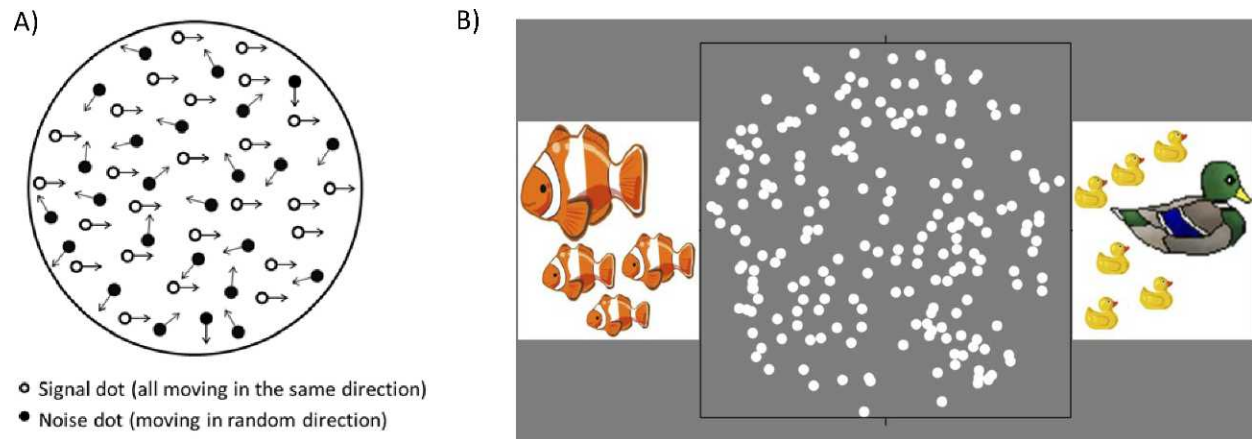 A)
B)
Signal dot (all moving in the same direction)
Noise dot (moving in random direction)